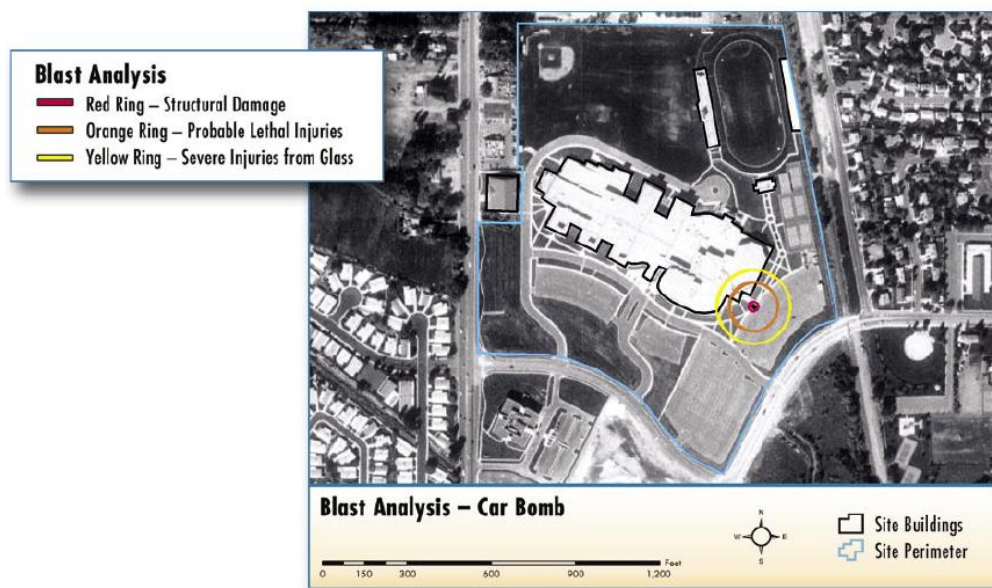 Blast Analysis
Red Ring – Structural Damage
Orange Ring – Probable Lethal Injuries
Yellow Ring – Severe Injuries from Glass
Blast Analysis – Car Bomb
N
W E
S
Site Buildings
Site Perimeter
Feet
0 150 300 600 900 1,200